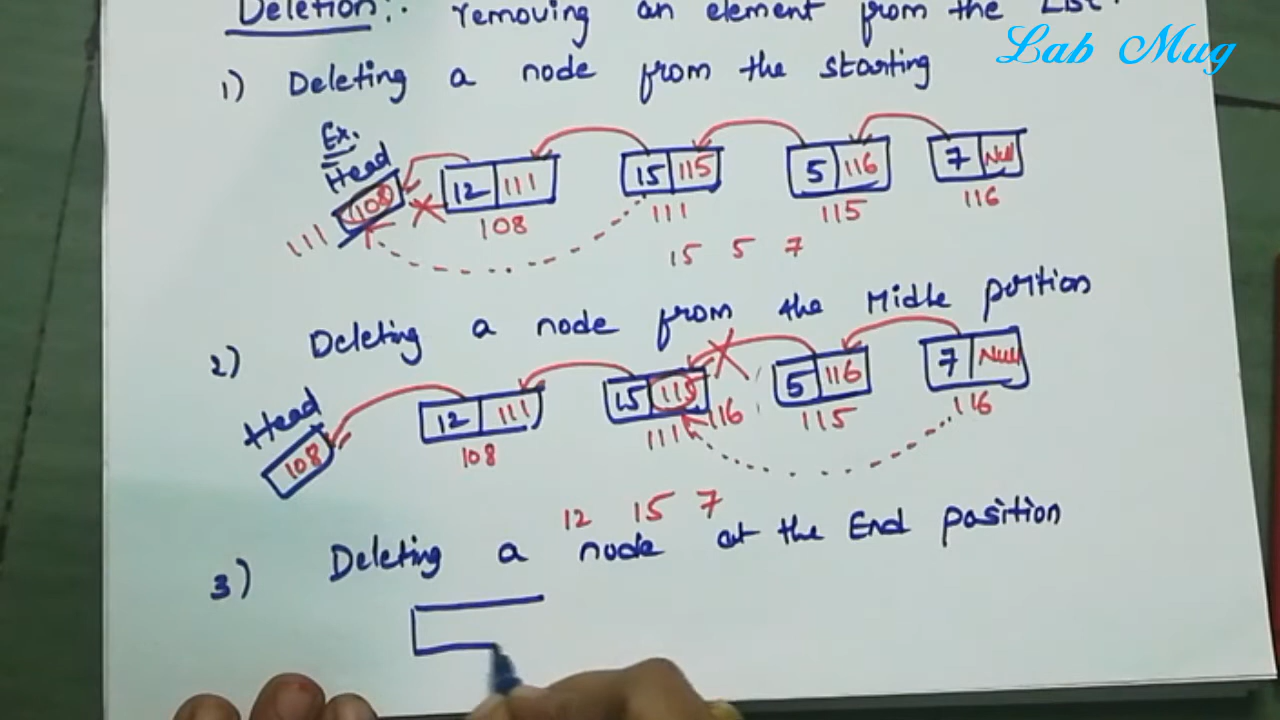 Deletion:- removing an element from the List.
Lab Mug
1) Deleting a node from the starting
Ex.
Head
108
12 111
15 115
5 116
7 Null
111
108
111
115
116
15 5 7
2) Deleting a node from the Midle portion
Head
108
12 111
15 115
5 116
7 Null
108
111
116
115
116
12 15 7
3) Deleting a node at the End position